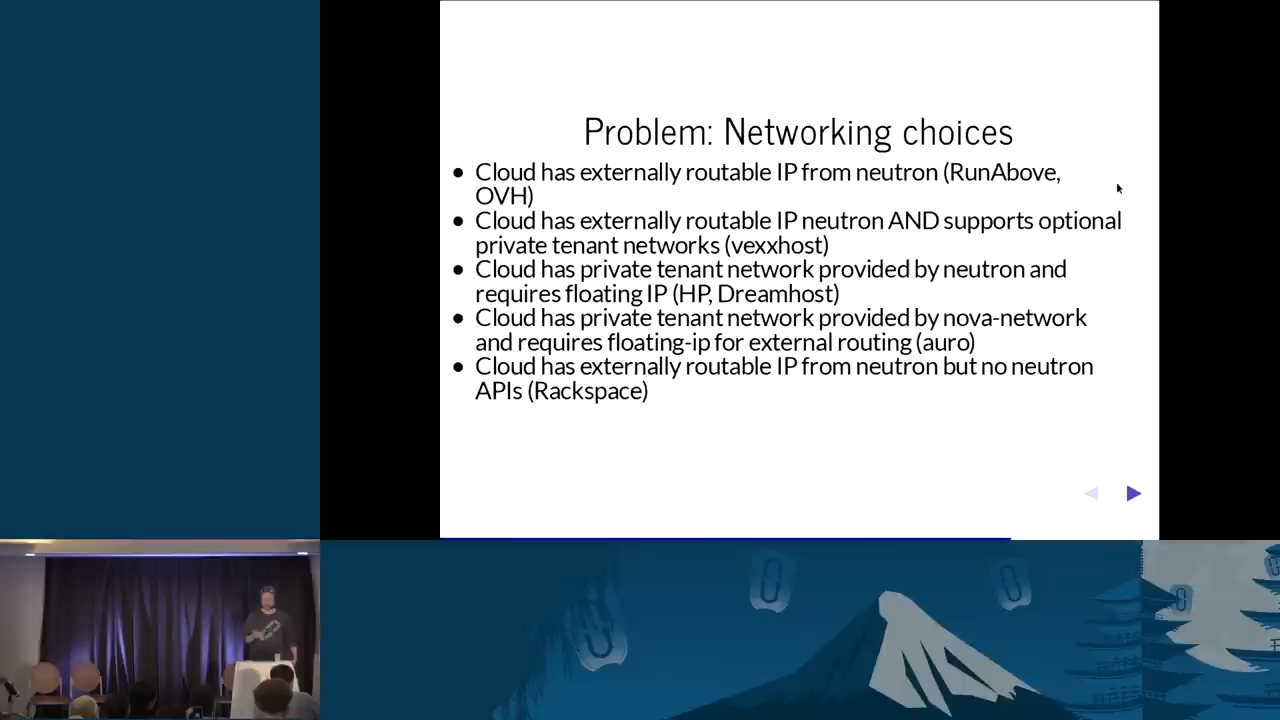 Problem: Networking choices
• Cloud has externally routable IP from neutron (RunAbove,
OVH)
• Cloud has externally routable IP neutron AND supports optional
private tenant networks (vexxhost)
• Cloud has private tenant network provided by neutron and
requires floating IP (HP, Dreamhost)
• Cloud has private tenant network provided by nova-network
and requires floating-ip for external routing (auro)
• Cloud has externally routable IP from neutron but no neutron
APIs (Rackspace)